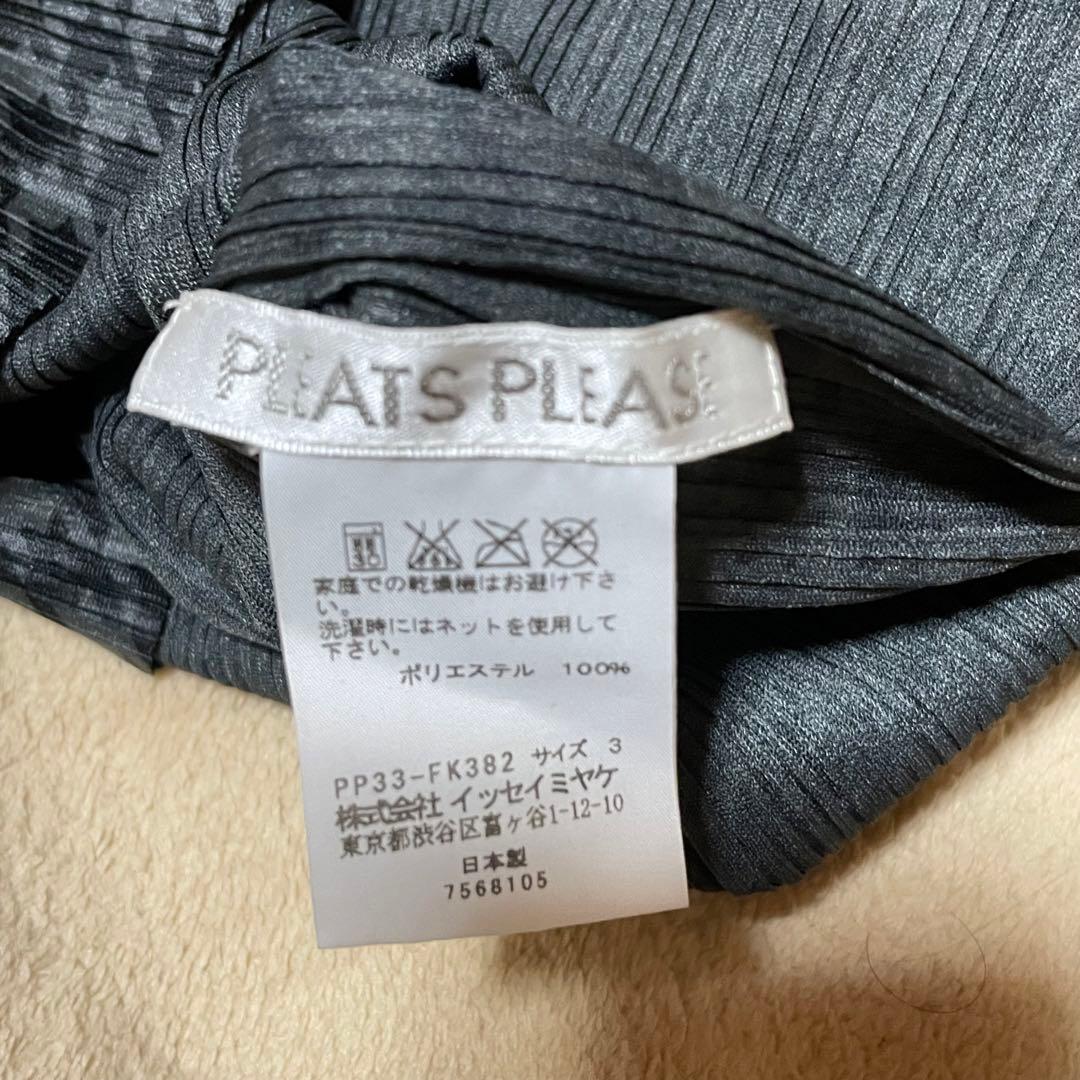 PLEATS PLEASE
家庭での乾燥機はお避け下さ
い。
洗濯時にはネットを使用して
下さい。
ポリエステル 100%
PP33-FK382 サイズ 3
株式会社 イッセイミヤケ
東京都渋谷区富ヶ谷1-12-10
日本製
7568105